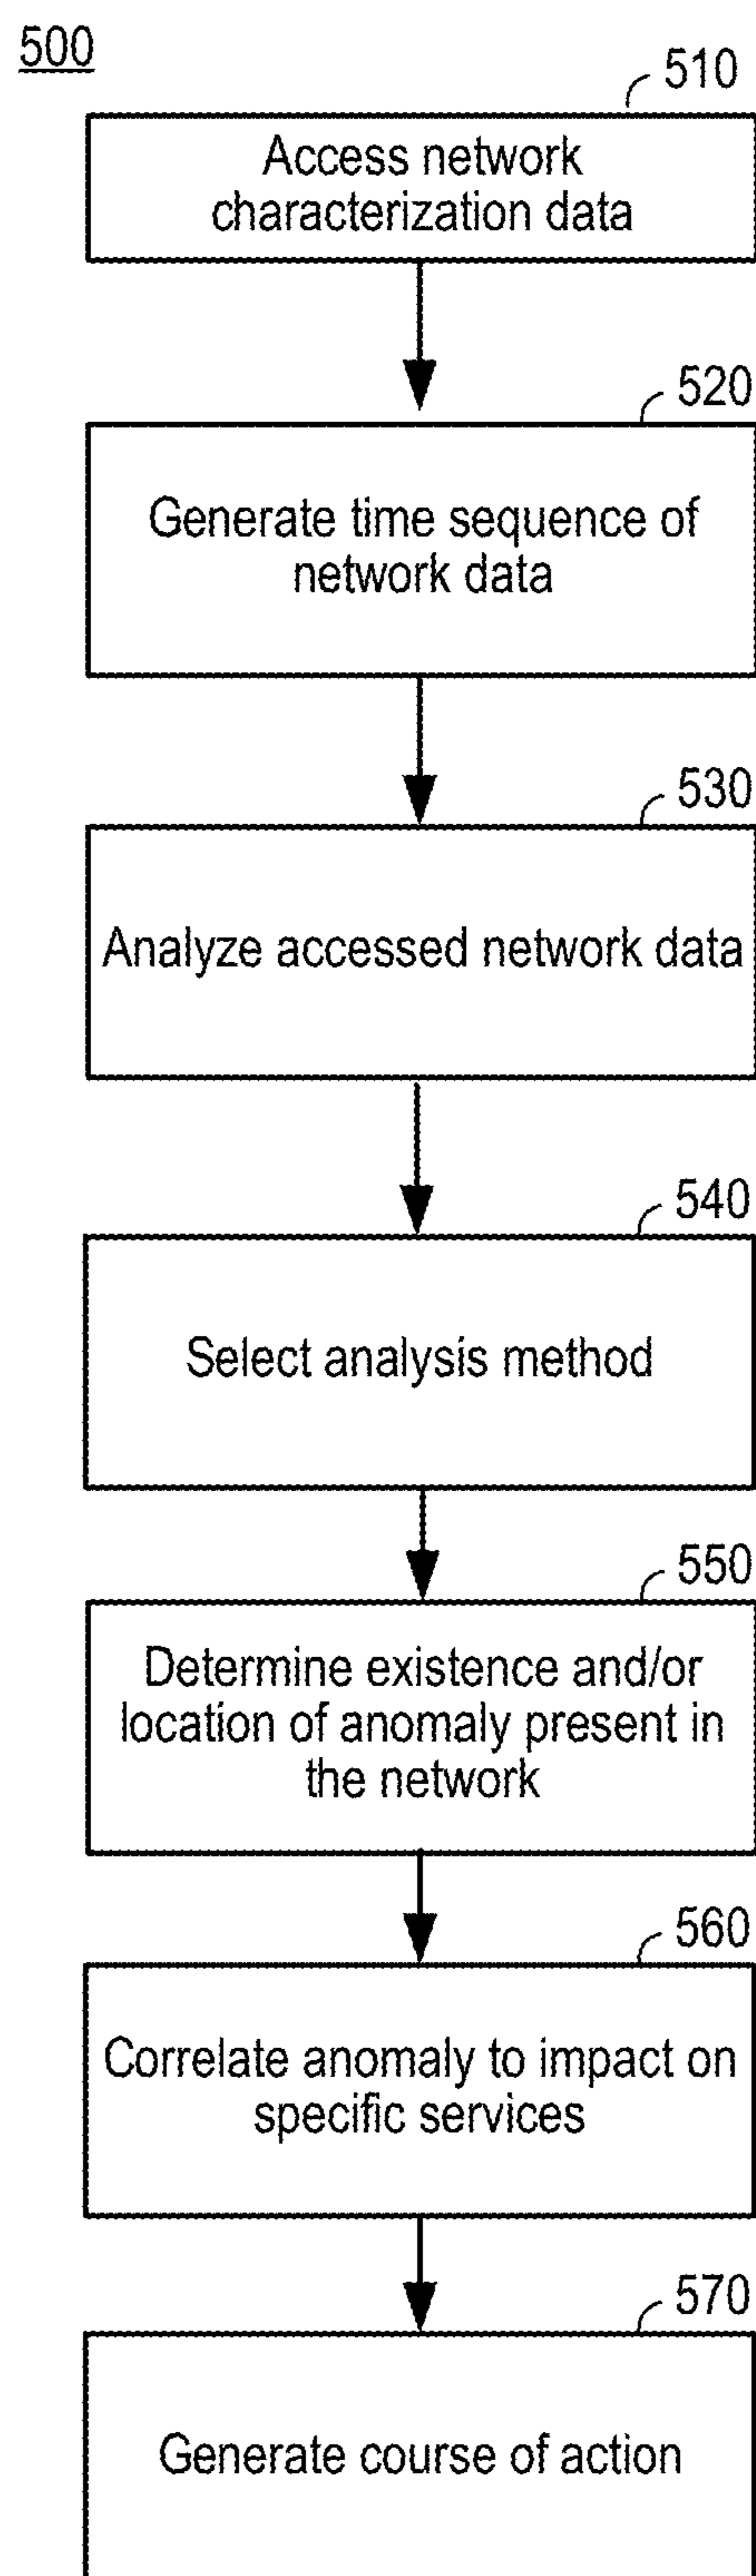 500
510
Access network
characterization data
520
Generate time sequence of
network data
530
Analyze accessed network data
540
Select analysis method
550
Determine existence and/or
location of anomaly present in
the network
560
Correlate anomaly to impact on
specific services
570
Generate course of action